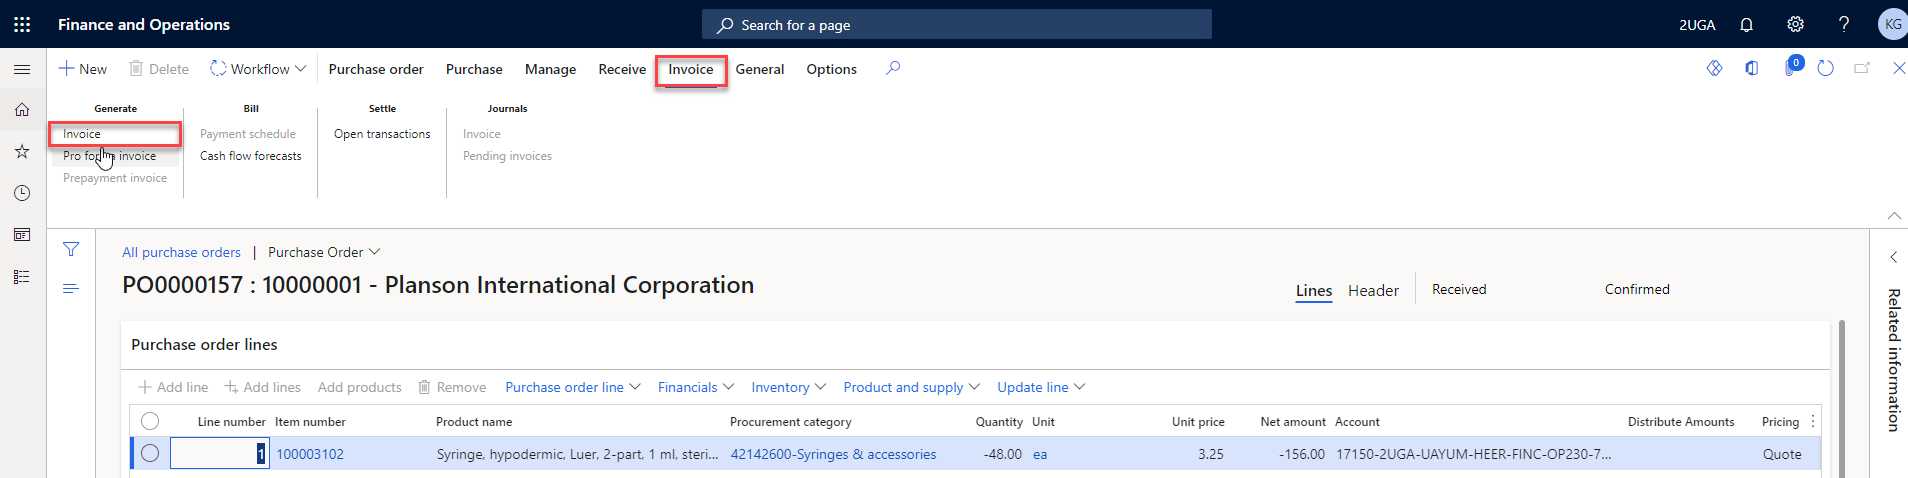 Finance and Operations
Search for a page
2UGA
KG
New
Delete
Workflow
Purchase order
Purchase
Manage
Receive
Invoice
General
Options
0
Generate
Bill
Settle
Journals
Invoice
Payment schedule
Open transactions
Invoice
Pro forma invoice
Cash flow forecasts
Pending invoices
Prepayment invoice
All purchase orders | Purchase Order
PO0000157 : 10000001 - Planson International Corporation
Lines
Header
Received
Confirmed
Related information
Purchase order lines
Add line
Add lines
Add products
Remove
Purchase order line
Financials
Inventory
Product and supply
Update line
Line number Item number Product name Procurement category Quantity Unit Unit price Net amount Account Distribute Amounts Pricing
1 100003102 Syringe, hypodermic, Luer, 2-part, 1 ml, steri... 42142600-Syringes & accessories -48.00 ea 3.25 -156.00 17150-2UGA-UAYUM-HEER-FINC-OP230-7... Quote